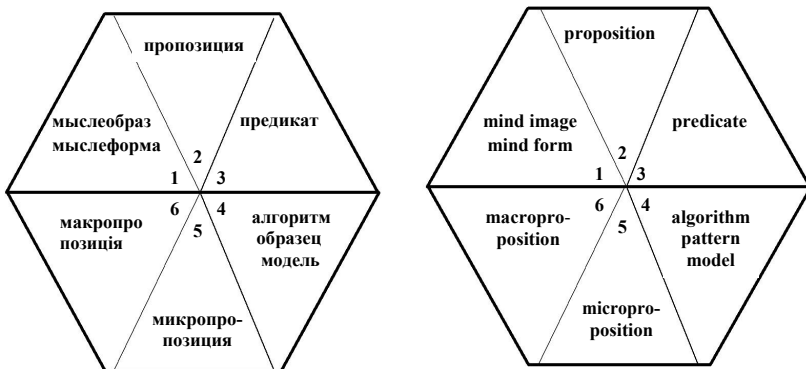 пропозиция
мыслеобраз
мыслеформа
предикат
2
1
3
6
4
5
макропро
позиція
алгоритм
образец
модель
микропро-
позиция
proposition
mind image
mind form
predicate
2
1
3
6
4
5
macropro-
position
algorithm
pattern
model
micropro-
position